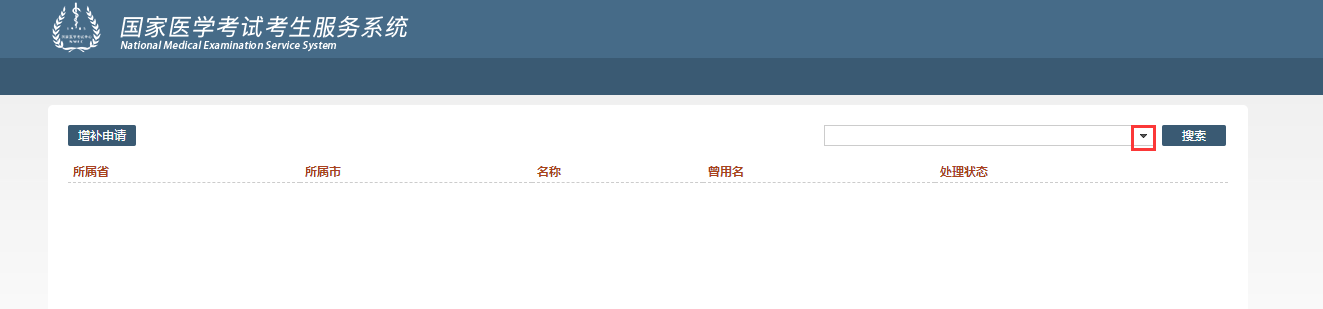 国家医学考试考生服务系统
National Medical Examination Service System
增补申请
搜索
所属省 所属市 名称 曾用名 处理状态